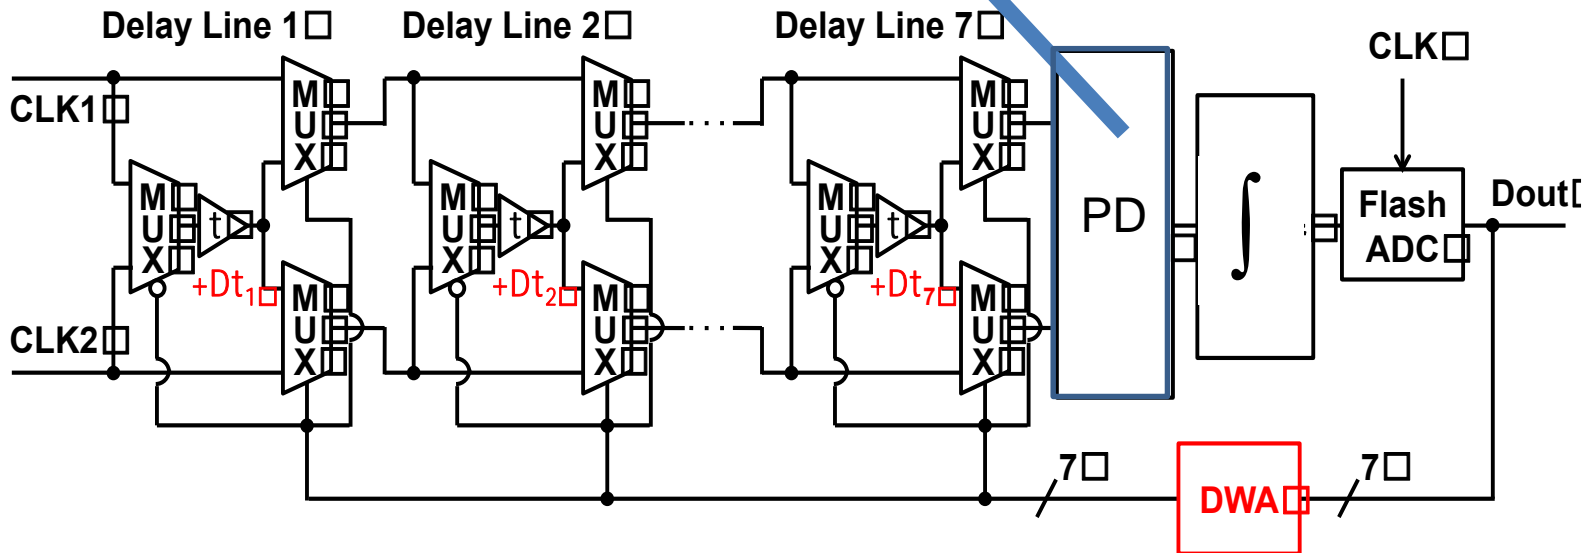 Delay Line 1□
Delay Line 2□
Delay Line 7□
CLK□
CLK1□
CLK2□
MUX
MUX
MUX
t
+Dt1□
MUX
MUX
MUX
t
+Dt2□
· · ·
· · ·
MUX
MUX
MUX
t
+Dt7□
PD
∫
Flash
ADC□
Dout□
7□
DWA□
7□